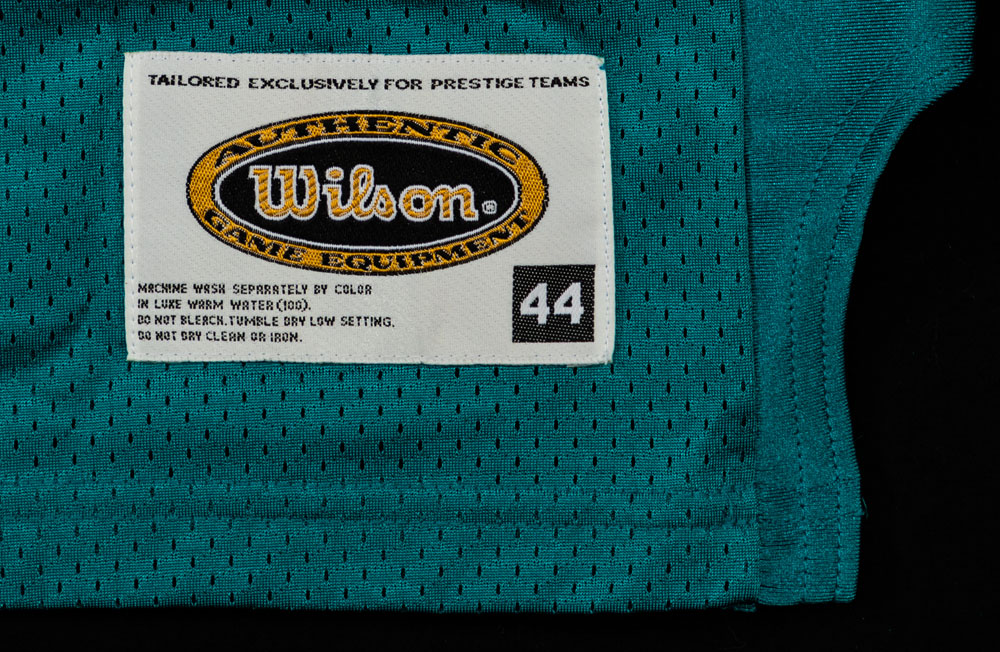 TAILORED EXCLUSIVELY FOR PRESTIGE TEAMS
AUTHENTIC
Wilson®
GAME EQUIPMENT
MACHINE WASH SEPARATELY BY COLOR
IN LUKE WARM WATER (100).
DO NOT BLEACH. TUMBLE DRY LOW SETTING.
DO NOT DRY CLEAN OR IRON.
44